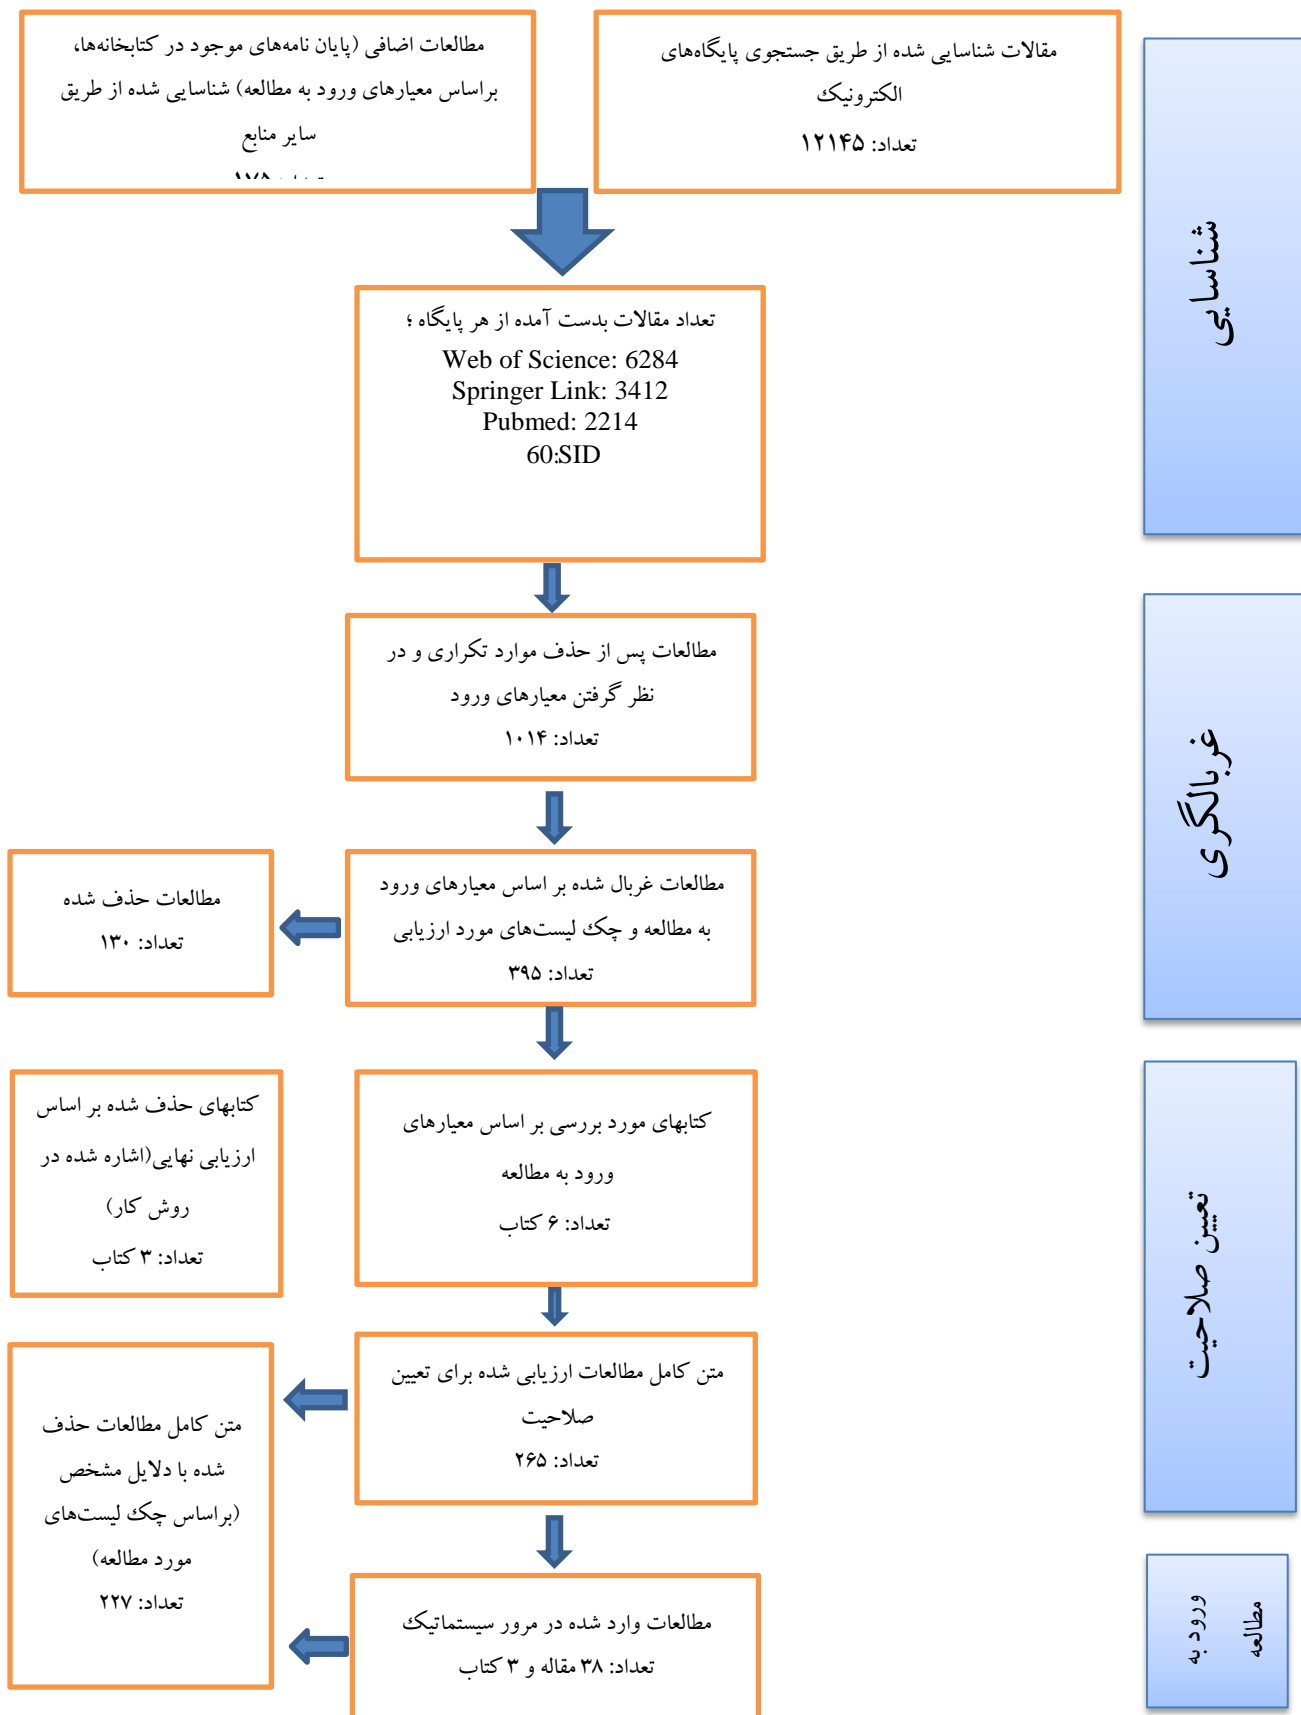 مقالات شناسایی شده از طریق جستجوی پایگاه‌های
الکترونیک
تعداد: ۱۲۱۴۵
مطالعات اضافی (پایان نامه‌های موجود در کتابخانه‌ها،
براساس معیارهای ورود به مطالعه) شناسایی شده از طریق
سایر منابع
شناسایی
تعداد مقالات بدست آمده از هر پایگاه ؛
Web of Science: 6284
Springer Link: 3412
Pubmed: 2214
60:SID
مطالعات پس از حذف موارد تکراری و در
نظر گرفتن معیارهای ورود
تعداد: ۱۰۱۴
غربالگری
مطالعات غربال شده بر اساس معیارهای ورود
به مطالعه و چک لیست‌های مورد ارزیابی
تعداد: ۳۹۵
مطالعات حذف شده
تعداد: ۱۳۰
کتابهای مورد بررسی بر اساس معیارهای
ورود به مطالعه
تعداد: ۶ کتاب
کتابهای حذف شده بر اساس
ارزیابی نهایی(اشاره شده در
روش کار)
تعداد: ۳ کتاب
تعیین صلاحیت
متن کامل مطالعات ارزیابی شده برای تعیین
صلاحیت
تعداد: ۲۶۵
متن کامل مطالعات حذف
شده با دلایل مشخص
(براساس چک لیست‌های
مورد مطالعه)
تعداد: ۲۲۷
مطالعات وارد شده در مرور سیستماتیک
تعداد: ۳۸ مقاله و ۳ کتاب
ورود به
مطالعه